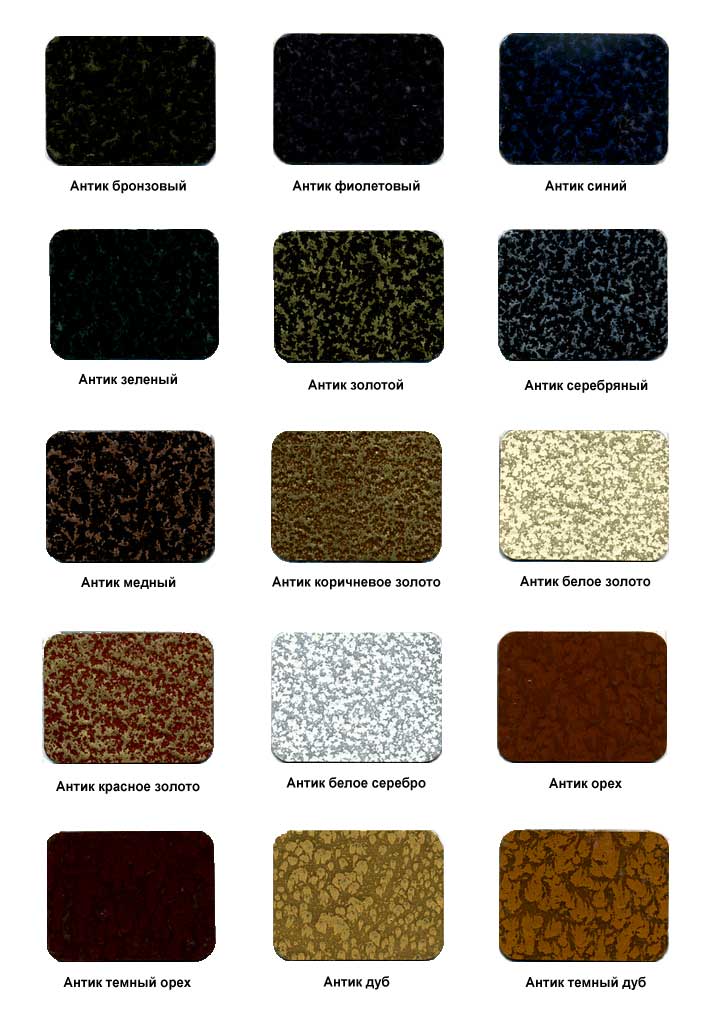 Антик бронзовый
Антик фиолетовый
Антик синий
Антик зеленый
Антик золотой
Антик серебряный
Антик медный
Антик коричневое золото
Антик белое золото
Антик красное золото
Антик белое серебро
Антик орех
Антик темный орех
Антик дуб
Антик темный дуб